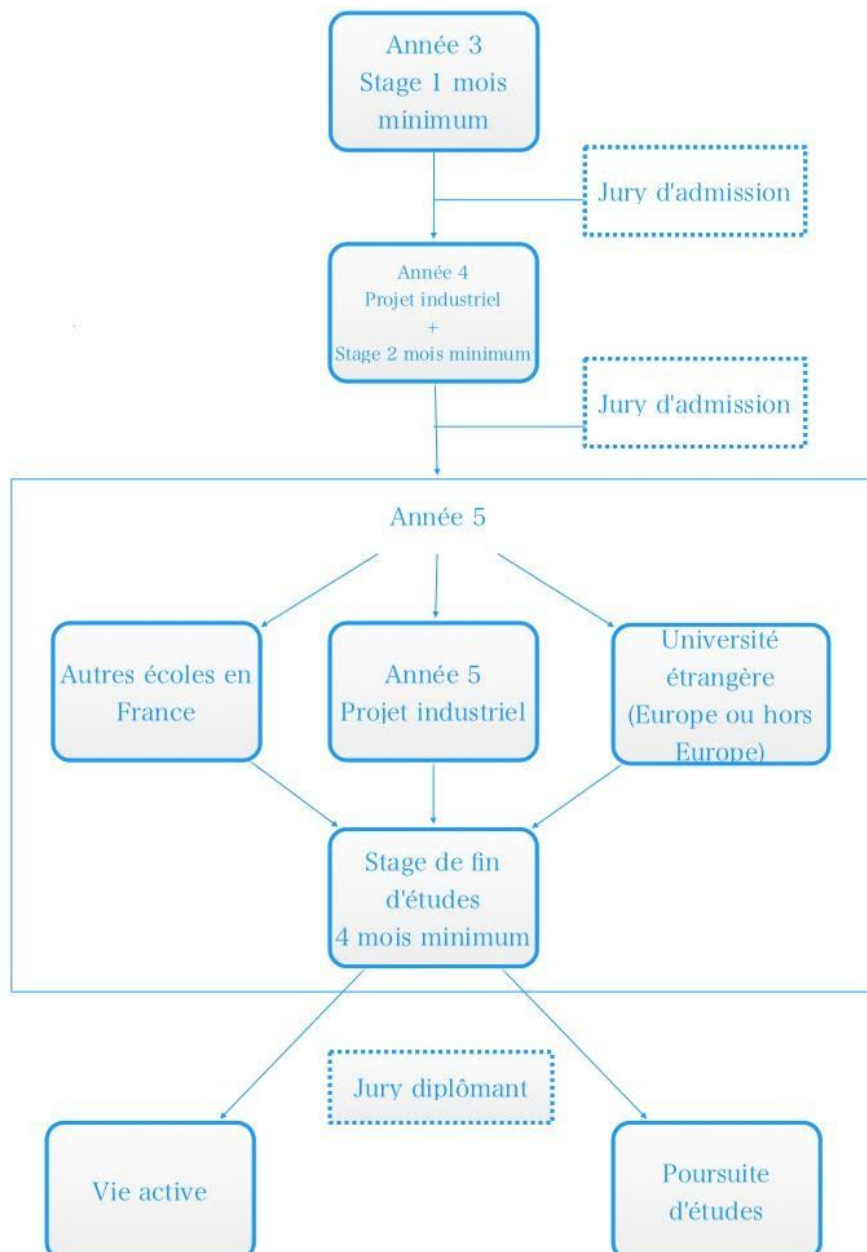 Année 3
Stage 1 mois
minimum
Jury d'admission
Année 4
Projet industriel
+
Stage 2 mois minimum
Jury d'admission
Année 5
Autres écoles en
France
Année 5
Projet industriel
Université
étrangère
(Europe ou hors
Europe)
Stage de fin
d'études
4 mois minimum
Jury diplômant
Vie active
Poursuite
d'études